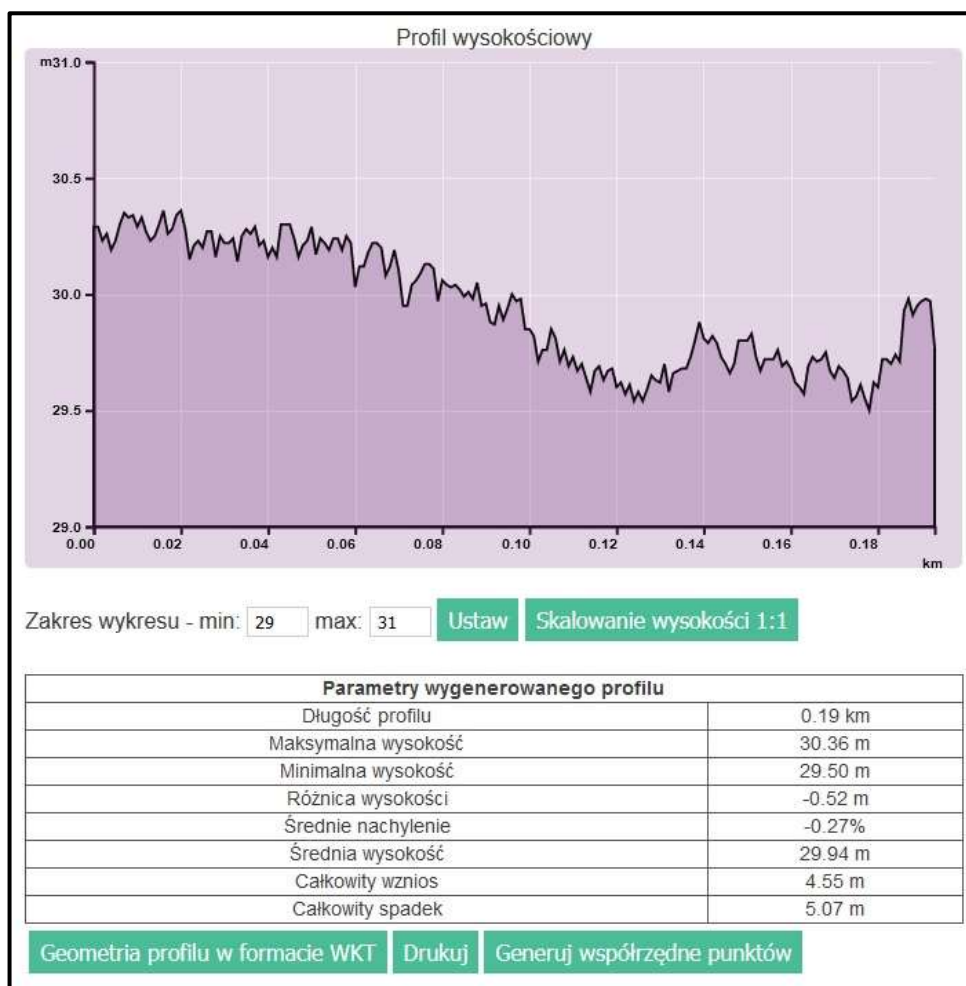 Profil wysokościowy
m31.0
30.5
30.0
29.5
29.0
0.00 0.02 0.04 0.06 0.08 0.10 0.12 0.14 0.16 0.18
km
Zakres wykresu - min: 29 max: 31 Ustaw Skalowanie wysokości 1:1
Parametry wygenerowanego profilu
Długość profilu 0.19 km
Maksymalna wysokość 30.36 m
Minimalna wysokość 29.50 m
Różnica wysokości -0.52 m
Średnie nachylenie -0.27%
Średnia wysokość 29.94 m
Całkowity wznios 4.55 m
Całkowity spadek 5.07 m
Geometria profilu w formacie WKT Drukuj Generuj współrzędne punktów